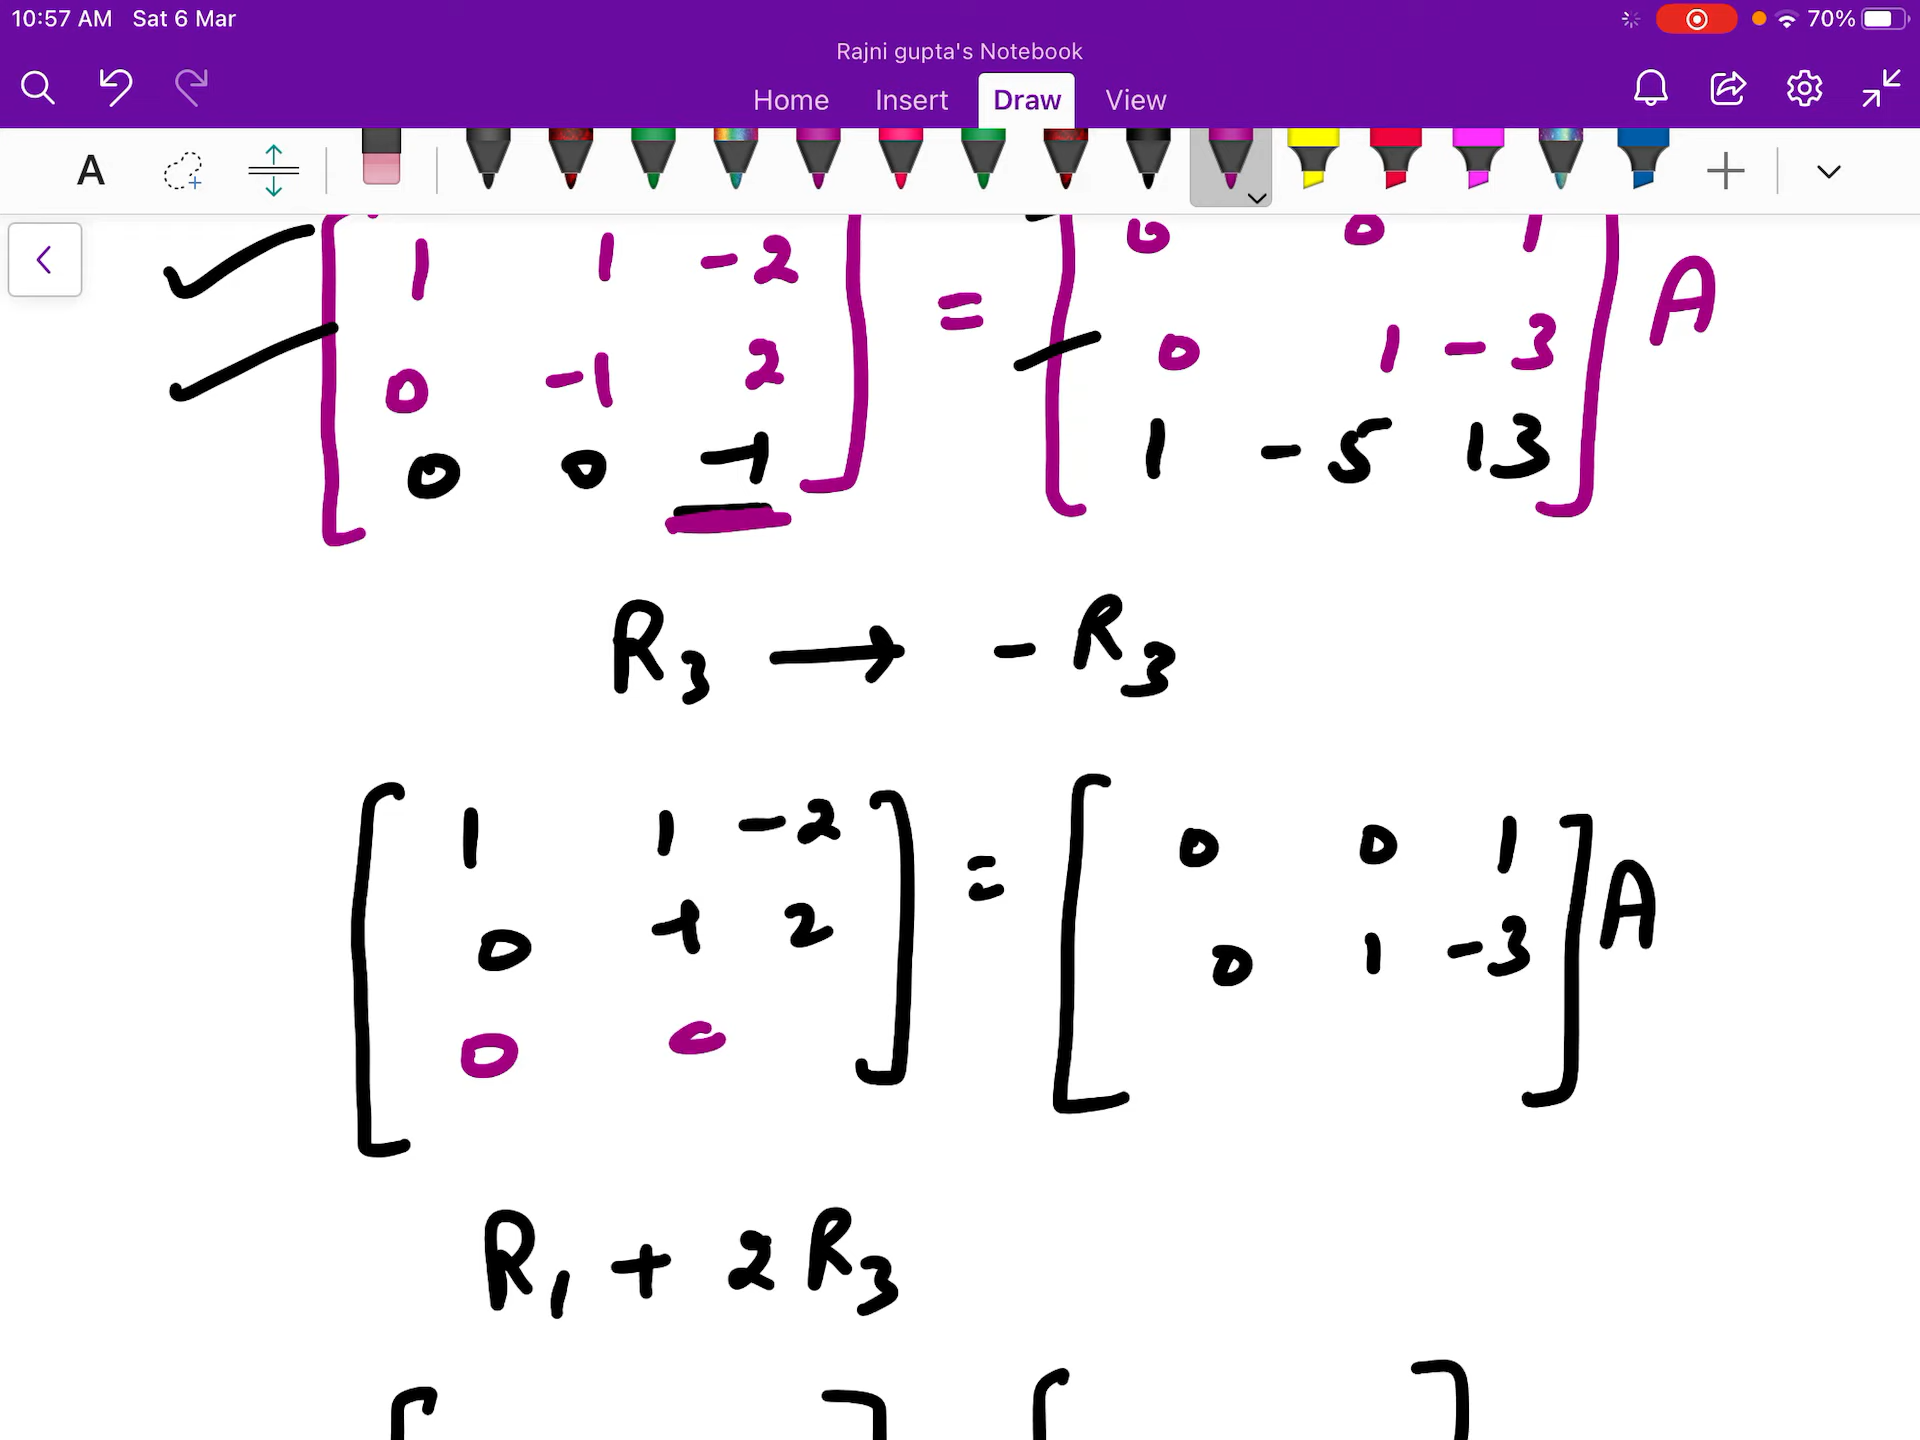 10:57 AM Sat 6 Mar
70%
Rajni gupta's Notebook
Home Insert Draw View
A
1 1 -2 = 0 0 1 A
0 -1 2 0 1 -3
0 0 -1 1 -5 13
R₃ → -R₃
1 1 -2 = 0 0 1 A
0 -1 2 0 1 -3
0 0
R₁ + 2R₃